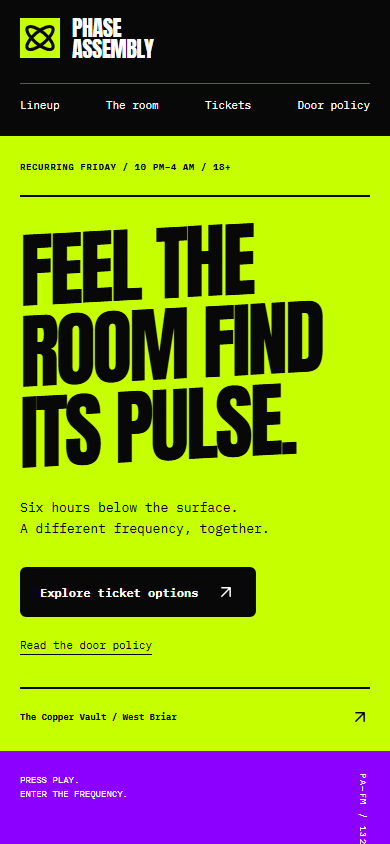 PHASE
ASSEMBLY
Lineup The room Tickets Door policy
RECURRING FRIDAY / 10 PM–4 AM / 18+
FEEL THE
ROOM FIND
ITS PULSE.
Six hours below the surface.
A different frequency, together.
Explore ticket options
Read the door policy
The Copper Vault / West Briar
PRESS PLAY.
ENTER THE FREQUENCY.
PA—FM / 132